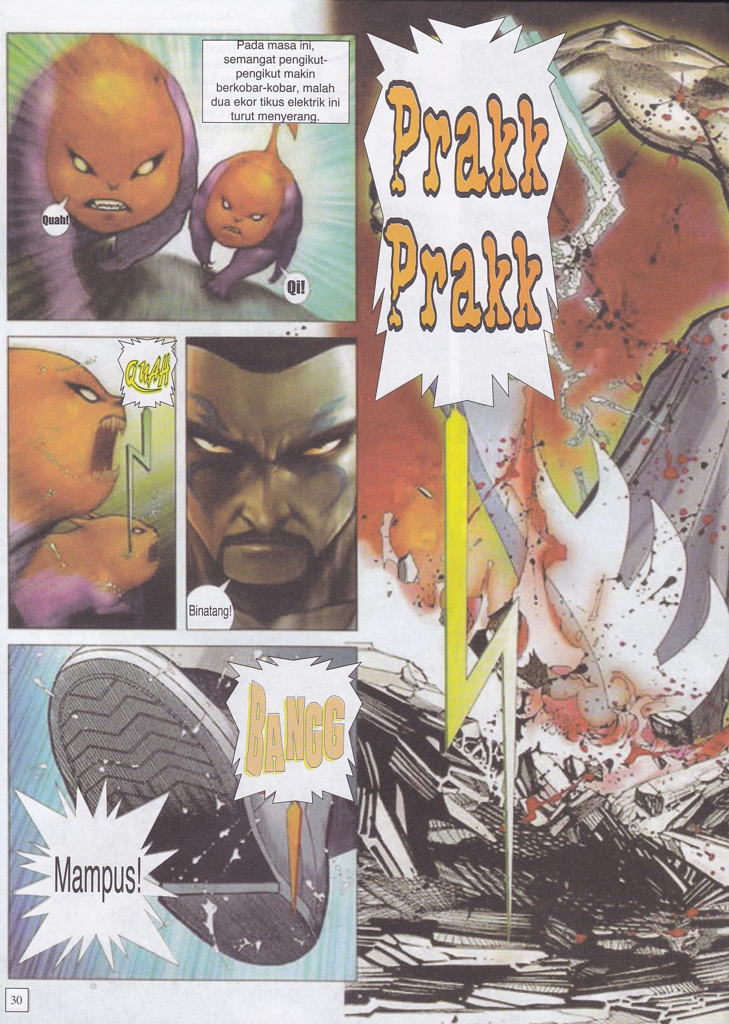 Pada masa ini,
semangat pengikut-
pengikut makin
berkobar-kobar, malah
dua ekor tikus elektrik ini
turut menyerang.
Quah!
Qi!
QUAH
Binatang!
BANGG
Mampus!
Prakk
Prakk
30